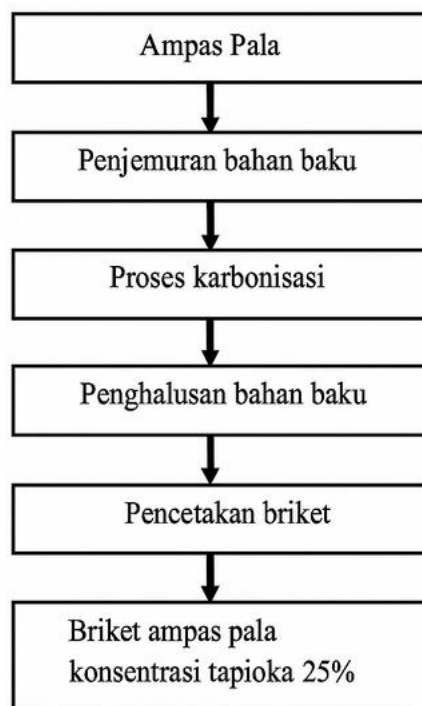 Ampas Pala
Penjemuran bahan baku
Proses karbonisasi
Penghalusan bahan baku
Pencetakan briket
Briket ampas pala
konsentrasi tapioka 25%